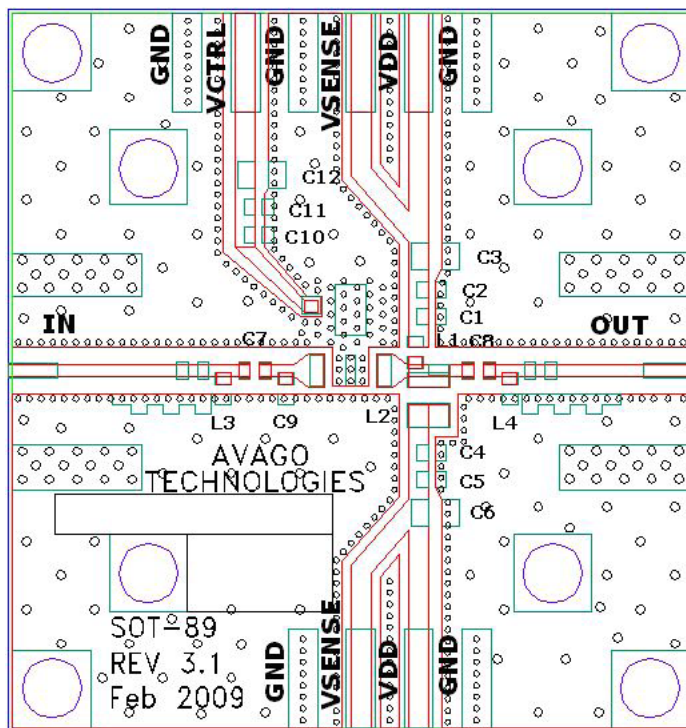 GND
VCTRL
GND
VSENSE
VDD
GND
C12
C11
C10
C3
C2
C1
IN
OUT
C7
L1 C8
L3
C9
L2
L4
AVAGO
TECHNOLOGIES
C4
C5
C6
SOT-89
REV 3.1
Feb 2009
GND
VSENSE
VDD
GND